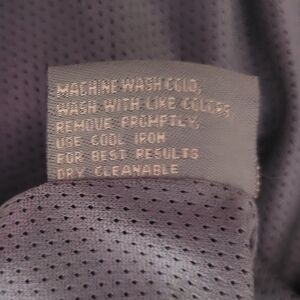 MACHINE WASH COLD,
WASH WITH LIKE COLORS,
REMOVE PROMPTLY,
USE COOL IRON
FOR BEST RESULTS
DRY CLEANABLE